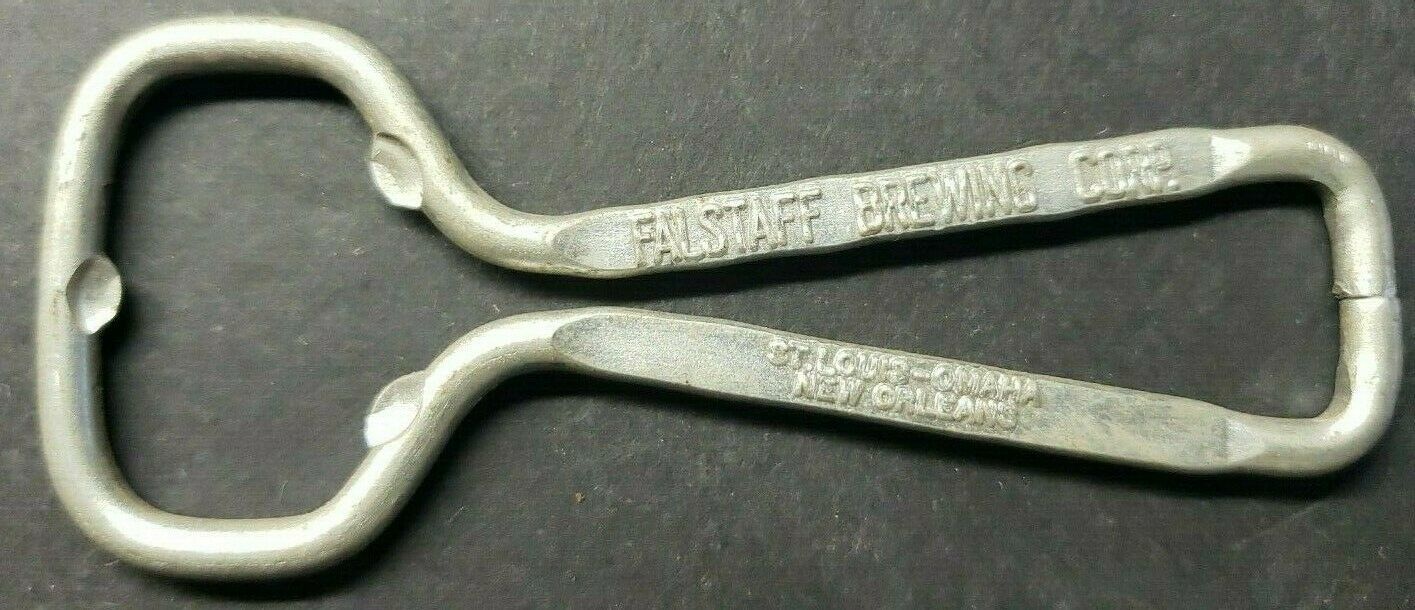 FALSTAFF BREWING CORP.
ST. LOUIS-OMAHA
NEW ORLEANS